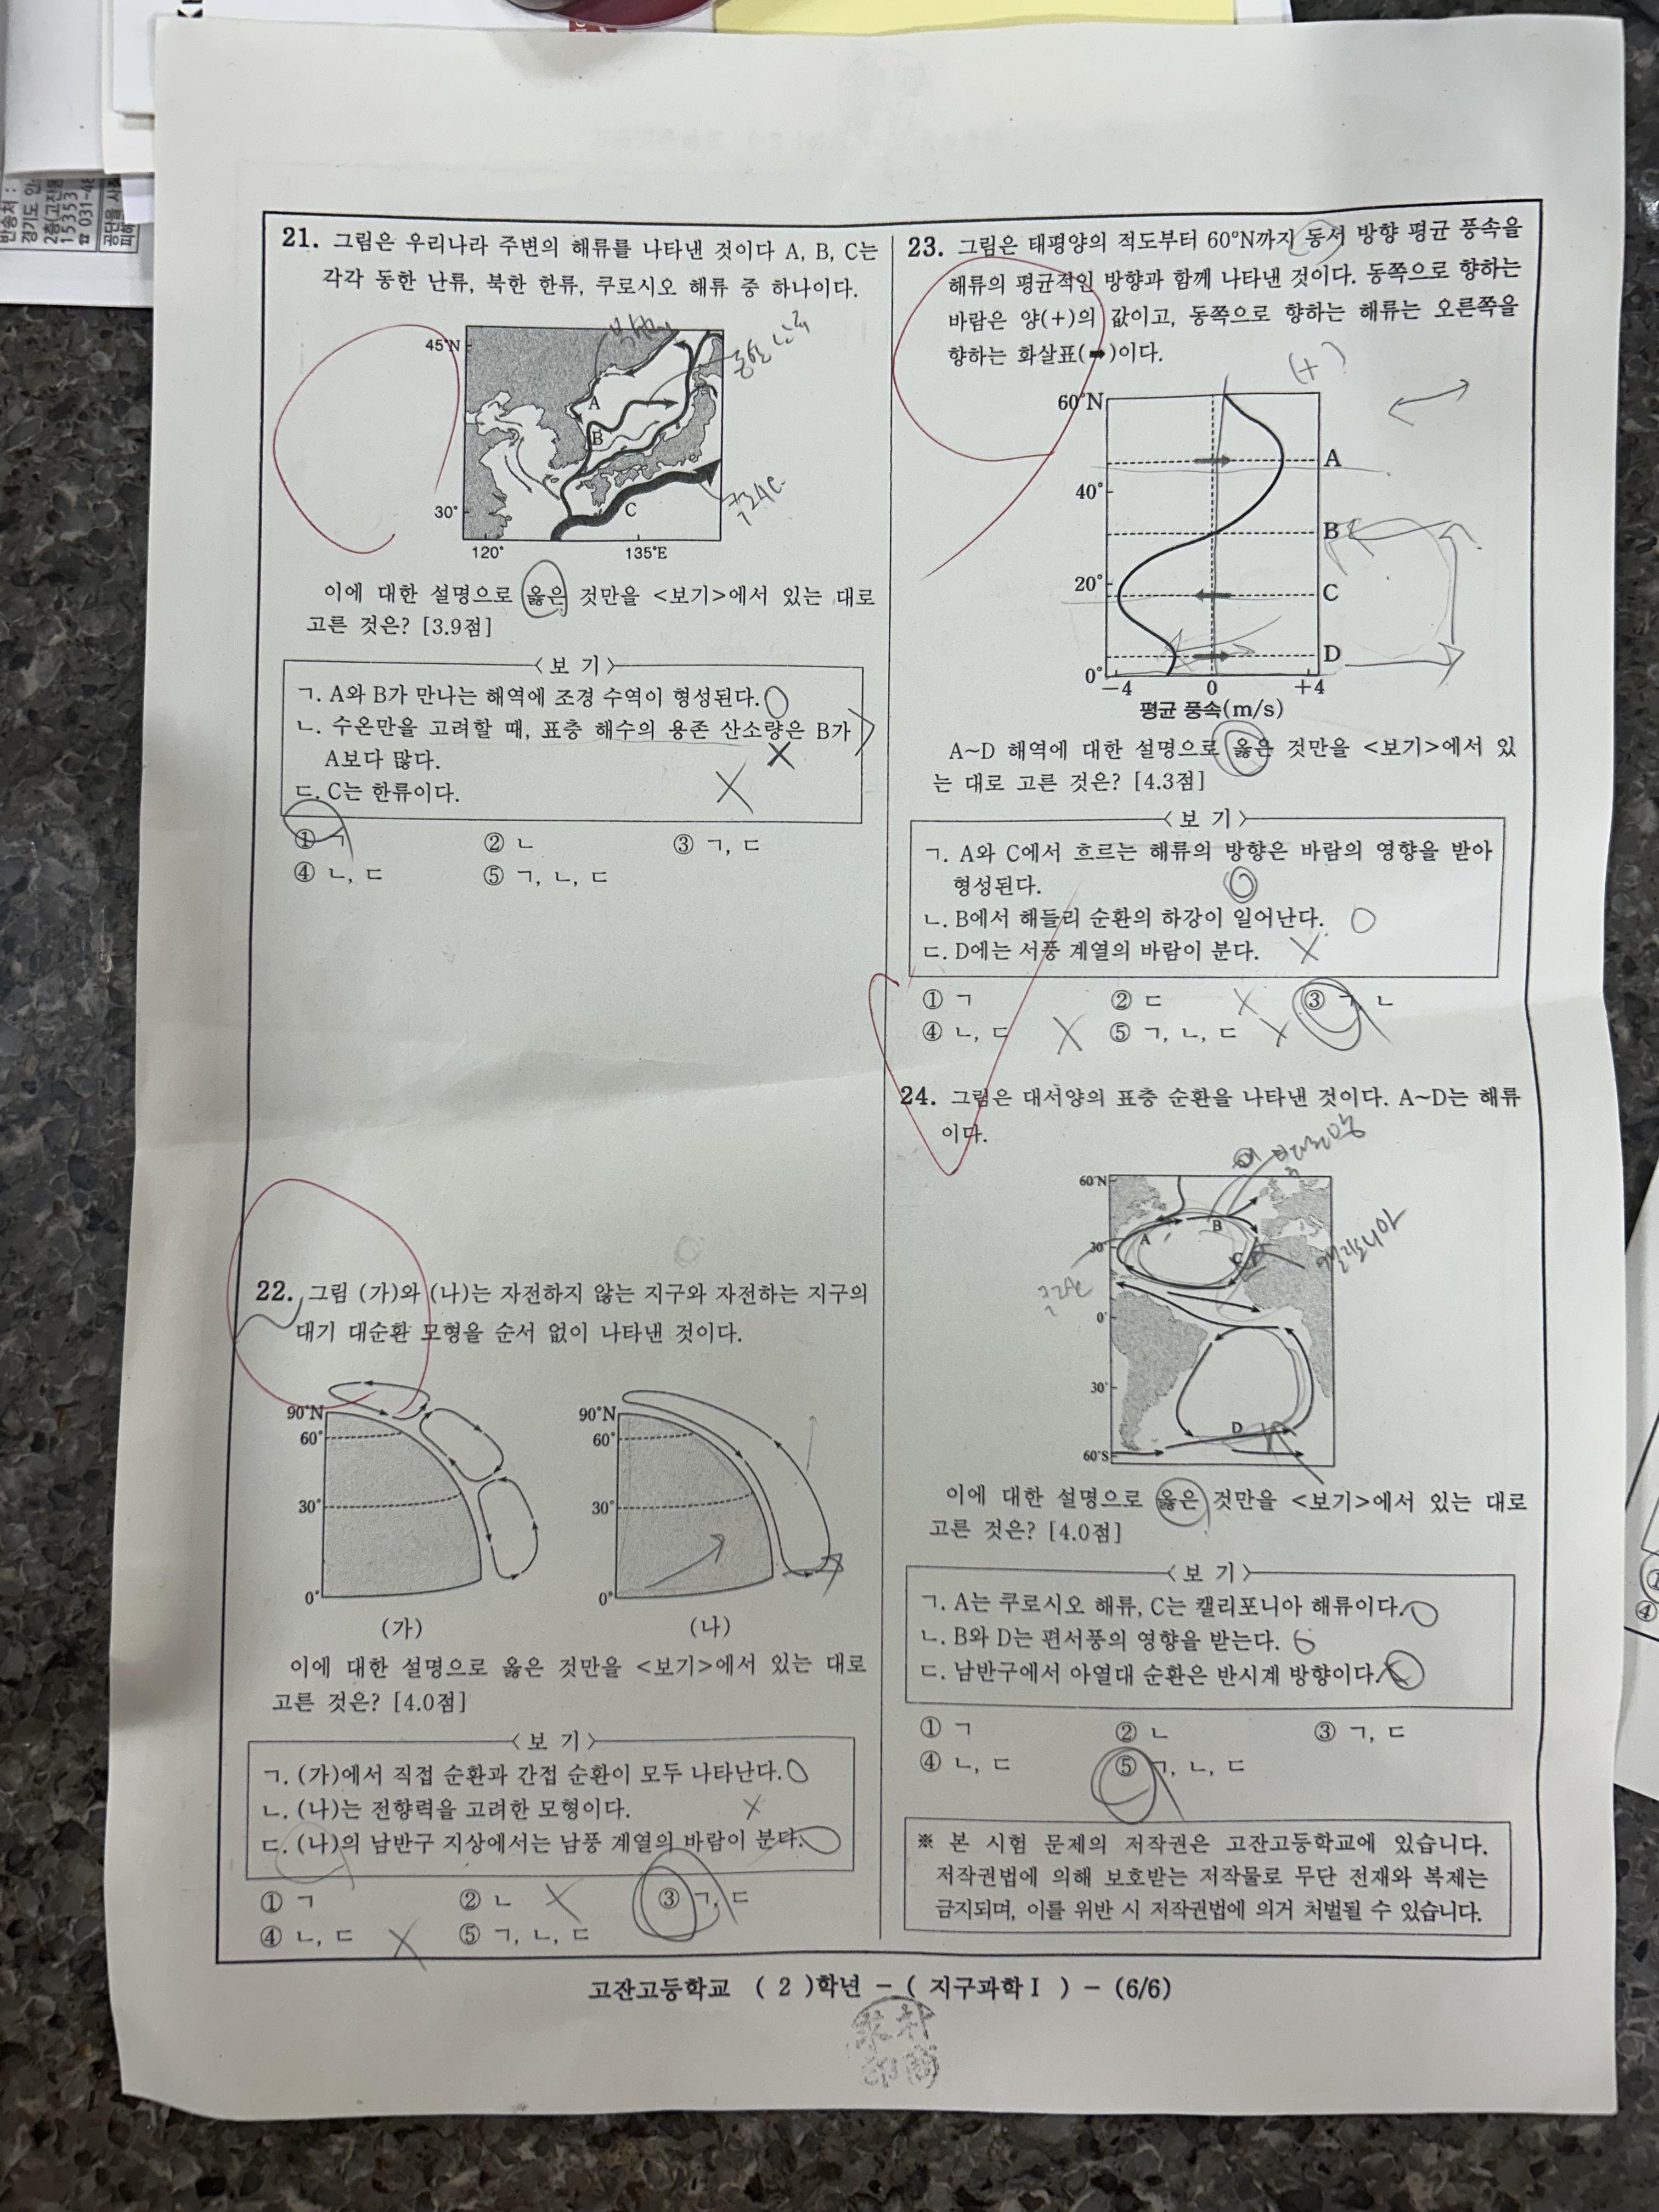 반송처 :
경기도 안
2층(고잔동
15353
☎ 031-48
21. 그림은 우리나라 주변의 해류를 나타낸 것이다 A, B, C는
각각 동한 난류, 북한 한류, 쿠로시오 해류 중 하나이다.
45°N
30°
120°
135°E
A
B
C
동한 난류
이에 대한 설명으로 옳은 것만을 <보기>에서 있는 대로
고른 것은? [3.9점]
<보 기>
ㄱ. A와 B가 만나는 해역에 조경 수역이 형성된다.
ㄴ. 수온만을 고려할 때, 표층 해수의 용존 산소량은 B가
A보다 많다.
ㄷ. C는 한류이다.
① ㄱ ② ㄴ ③ ㄱ, ㄷ
④ ㄴ, ㄷ ⑤ ㄱ, ㄴ, ㄷ
22. 그림 (가)와 (나)는 자전하지 않는 지구와 자전하는 지구의
대기 대순환 모형을 순서 없이 나타낸 것이다.
90°N
60°
30°
0°
(가)
90°N
60°
30°
0°
(나)
이에 대한 설명으로 옳은 것만을 <보기>에서 있는 대로
고른 것은? [4.0점]
<보 기>
ㄱ. (가)에서 직접 순환과 간접 순환이 모두 나타난다.
ㄴ. (나)는 전향력을 고려한 모형이다.
ㄷ. (나)의 남반구 지상에서는 남풍 계열의 바람이 분다.
① ㄱ ② ㄴ ③ ㄱ, ㄷ
④ ㄴ, ㄷ ⑤ ㄱ, ㄴ, ㄷ
23. 그림은 태평양의 적도부터 60°N까지 동서 방향 평균 풍속을
해류의 평균적인 방향과 함께 나타낸 것이다. 동쪽으로 향하는
바람은 양(+)의 값이고, 동쪽으로 향하는 해류는 오른쪽을
향하는 화살표(➡)이다.
(+)
60°N
40°
20°
0°
A
B
C
D
−4 0 +4
평균 풍속(m/s)
A~D 해역에 대한 설명으로 옳은 것만을 <보기>에서 있
는 대로 고른 것은? [4.3점]
<보 기>
ㄱ. A와 C에서 흐르는 해류의 방향은 바람의 영향을 받아
형성된다.
ㄴ. B에서 해들리 순환의 하강이 일어난다.
ㄷ. D에는 서풍 계열의 바람이 분다.
① ㄱ ② ㄷ ③ ㄱ, ㄴ
④ ㄴ, ㄷ ⑤ ㄱ, ㄴ, ㄷ
24. 그림은 대서양의 표층 순환을 나타낸 것이다. A~D는 해류
이다.
60°N
30°
0°
30°
60°S
A
B
C
D
캘리포니아
이에 대한 설명으로 옳은 것만을 <보기>에서 있는 대로
고른 것은? [4.0점]
<보 기>
ㄱ. A는 쿠로시오 해류, C는 캘리포니아 해류이다.
ㄴ. B와 D는 편서풍의 영향을 받는다.
ㄷ. 남반구에서 아열대 순환은 반시계 방향이다.
① ㄱ ② ㄴ ③ ㄱ, ㄷ
④ ㄴ, ㄷ ⑤ ㄱ, ㄴ, ㄷ
※ 본 시험 문제의 저작권은 고잔고등학교에 있습니다.
저작권법에 의해 보호받는 저작물로 무단 전재와 복제는
금지되며, 이를 위반 시 저작권법에 의거 처벌될 수 있습니다.
고잔고등학교 ( 2 )학년 − ( 지구과학Ⅰ ) − (6/6)